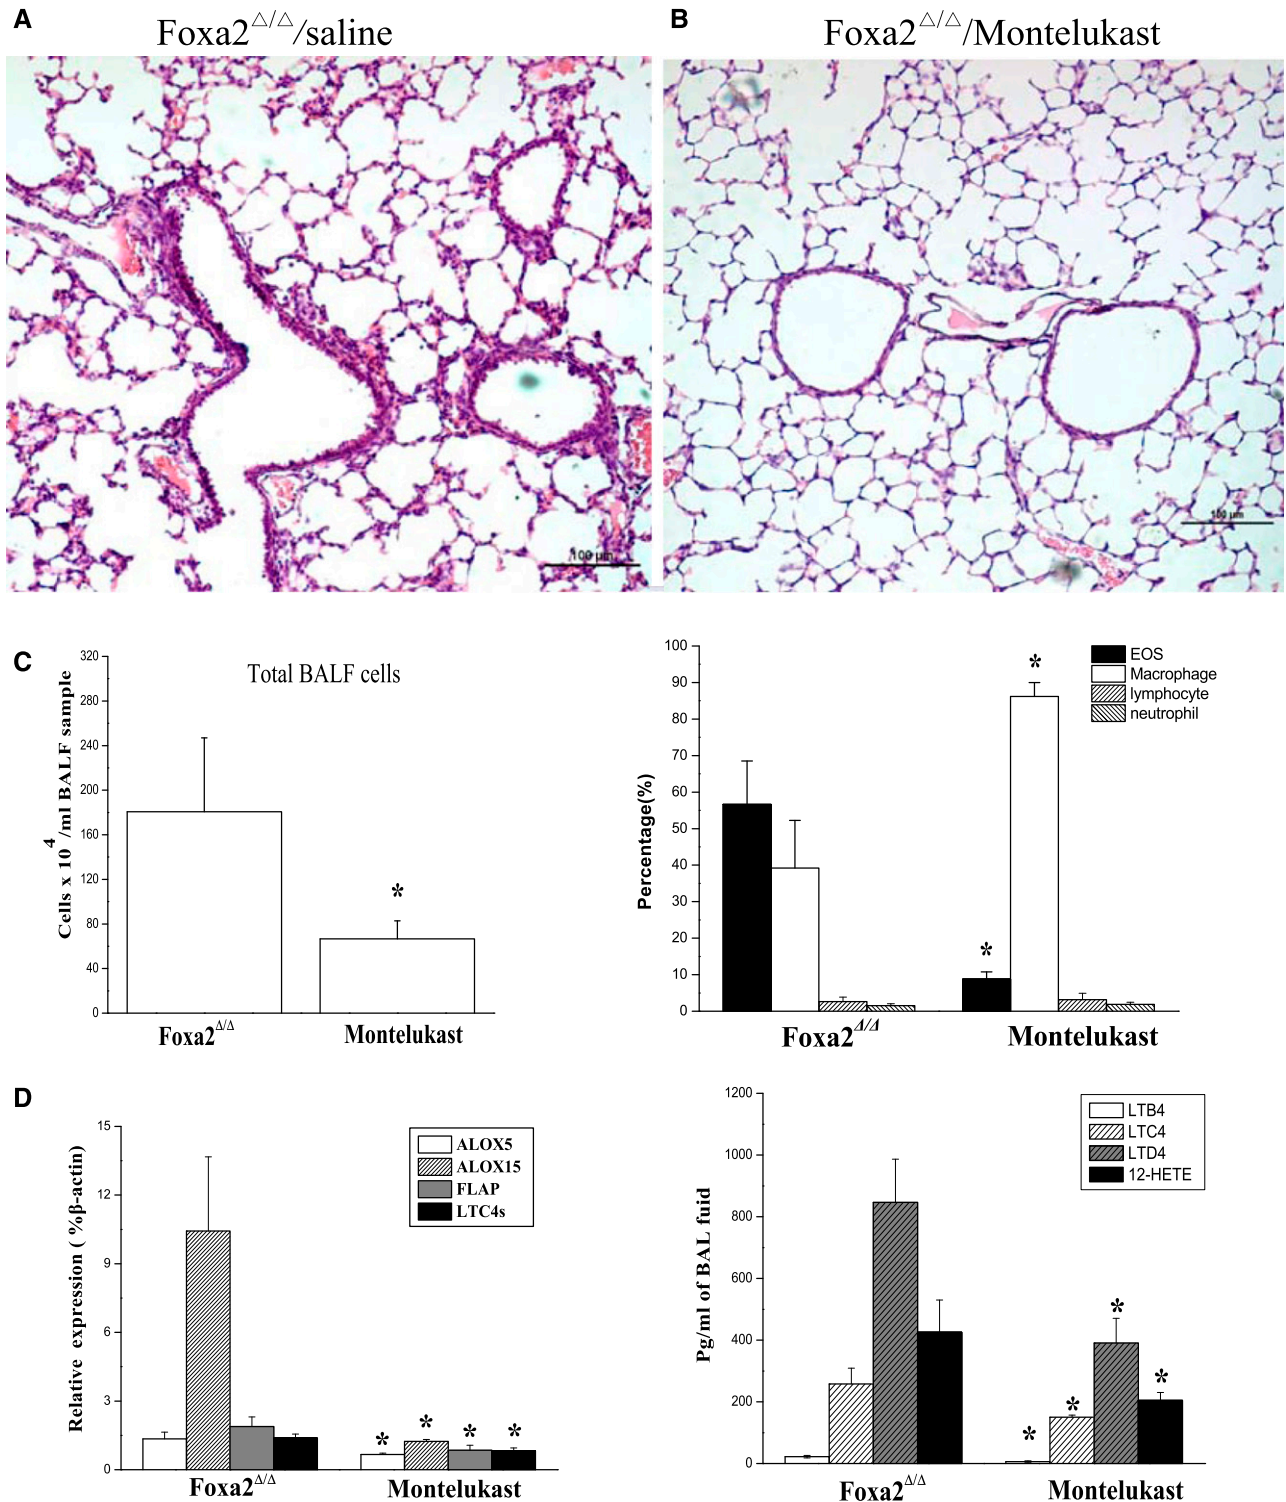 A
Foxa2△/△/saline
B
Foxa2△/△/Montelukast
100 µm
100 µm
C
Total BALF cells
Cells x 10 4 /ml BALF sample
320
280
240
200
160
120
80
40
0
*
Foxa2Δ/Δ
Montelukast
Percentage(%)
100
90
80
70
60
50
40
30
20
10
0
EOS
Macrophage
lymphocyte
neutrophil
*
*
Foxa2Δ/Δ
Montelukast
D
Relative expression ( %β-actin)
15
12
9
6
3
0
ALOX5
ALOX15
FLAP
LTC4s
* * * *
Foxa2Δ/Δ
Montelukast
Pg/ml of BAL fuid
1200
1000
800
600
400
200
0
LTB4
LTC4
LTD4
12-HETE
* * * *
Foxa2Δ/Δ
Montelukast